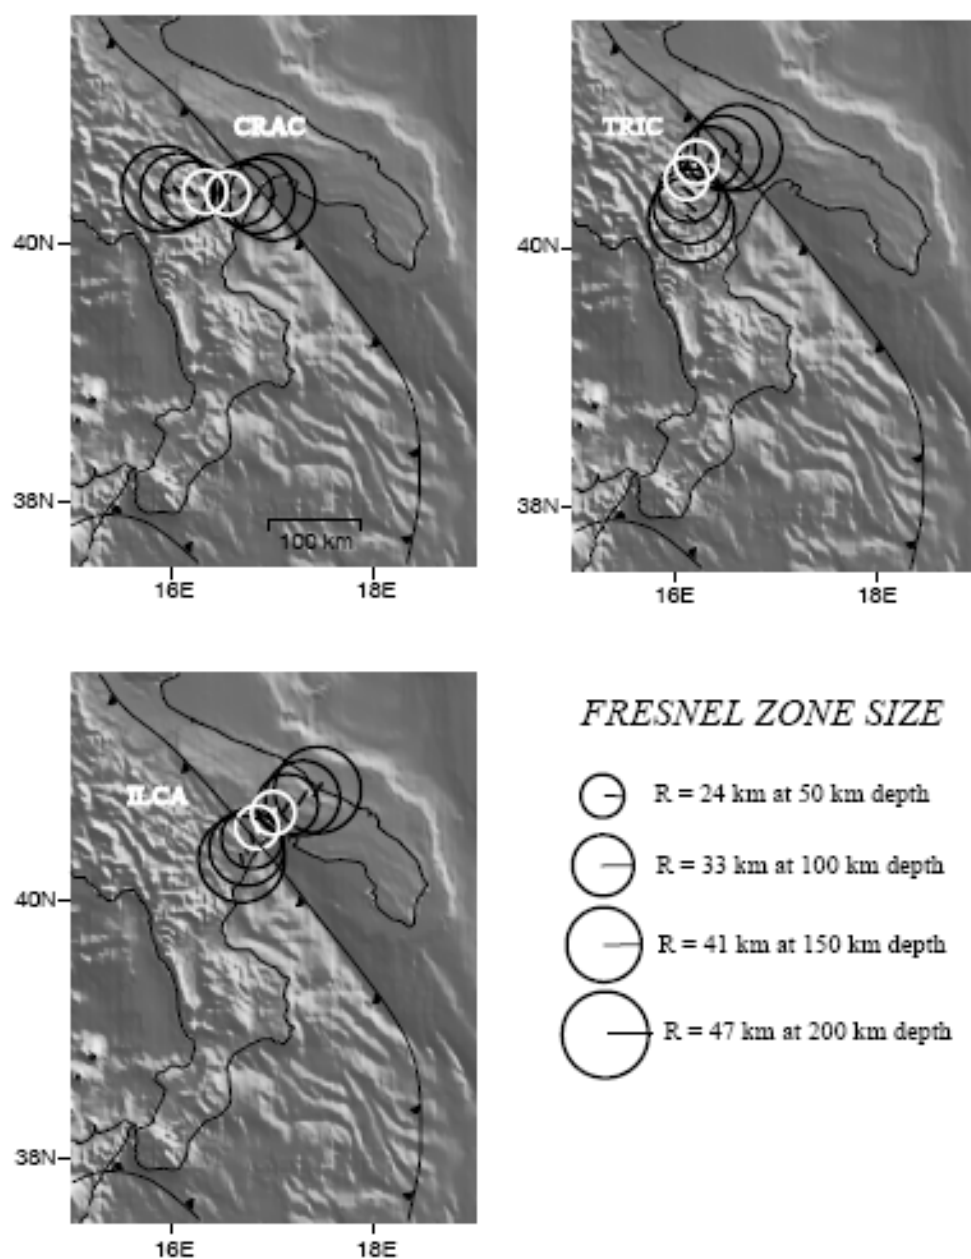 CRAC
40N
38N
100 km
16E 18E
TRIC
40N
38N
16E 18E
ILCA
40N
38N
16E 18E
FRESNEL ZONE SIZE
R = 24 km at 50 km depth
R = 33 km at 100 km depth
R = 41 km at 150 km depth
R = 47 km at 200 km depth